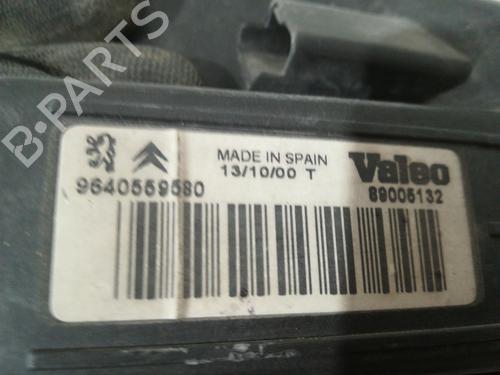 B-PARTS
MADE IN SPAIN
13/10/00 T
Valeo
9640559580
89005132